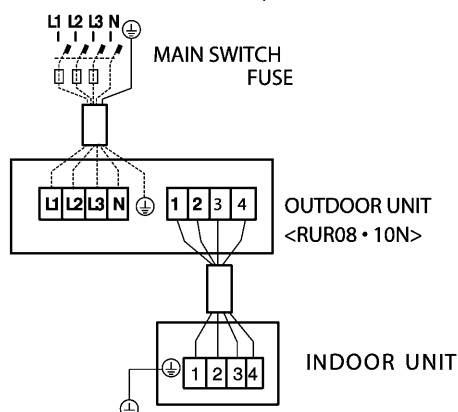 L1 L2 L3 N
MAIN SWITCH
FUSE
L1 L2 L3 N
1 2 3 4
OUTDOOR UNIT
<RUR08・10N>
INDOOR UNIT
1 2 3 4